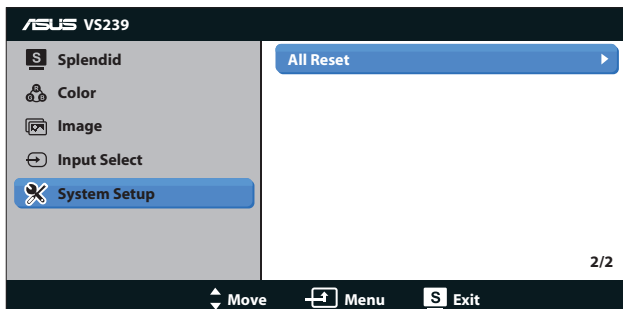 ASUS VS239
S Splendid
Color
Image
Input Select
System Setup
All Reset
2/2
Move Menu S Exit